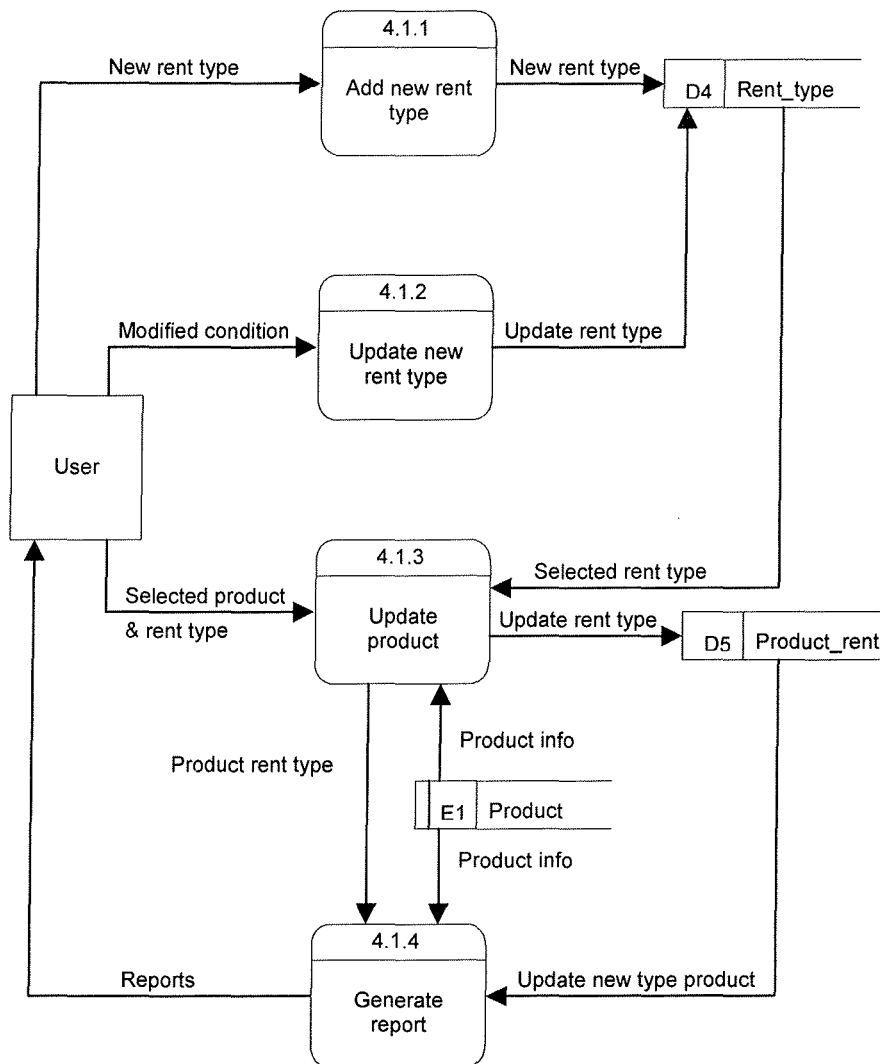 4.1.1
New rent type
Add new rent
type
New rent type
D4
Rent_type
4.1.2
Modified condition
Update new
rent type
Update rent type
User
4.1.3
Selected rent type
Selected product
& rent type
Update
product
Update rent type
D5
Product_rent
Product rent type
Product info
E1
Product
Product info
4.1.4
Reports
Generate
report
Update new type product